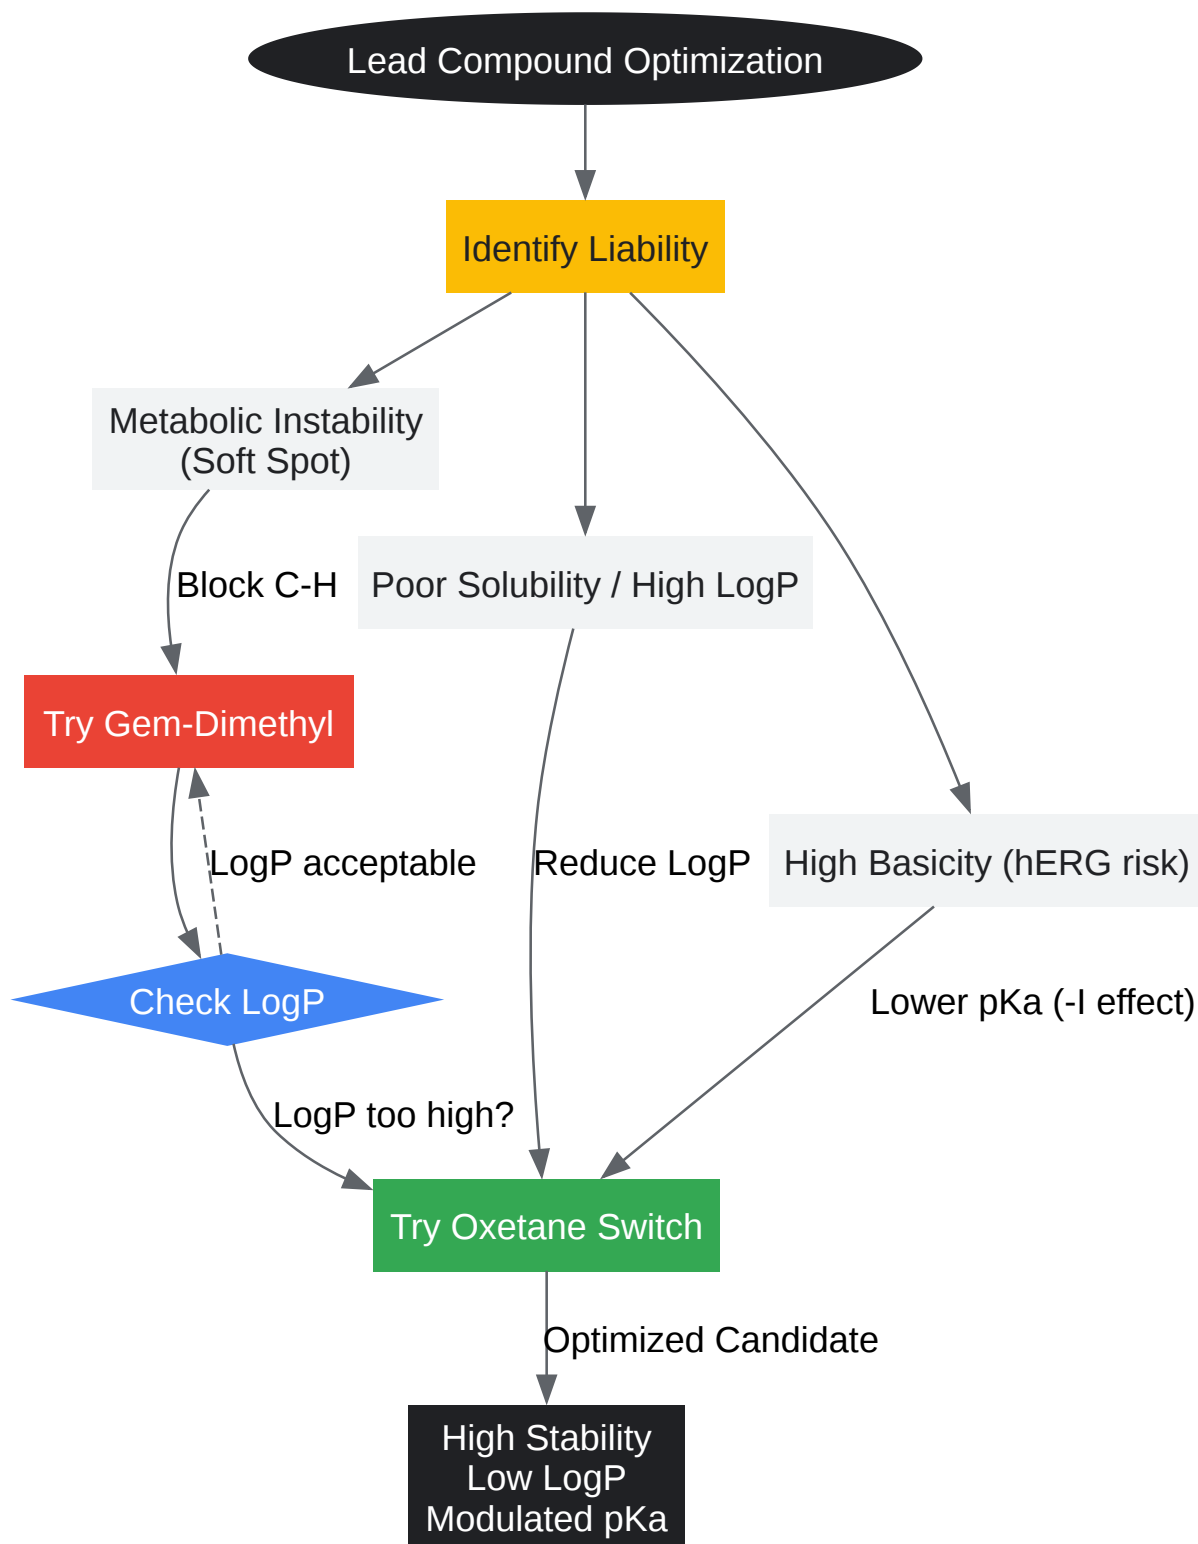 Lead Compound Optimization
Identify Liability
Metabolic Instability
(Soft Spot)
Block C-H
Poor Solubility / High LogP
Try Gem-Dimethyl
LogP acceptable
Reduce LogP
High Basicity (hERG risk)
Check LogP
Lower pKa (-I effect)
LogP too high?
Try Oxetane Switch
Optimized Candidate
High Stability
Low LogP
Modulated pKa